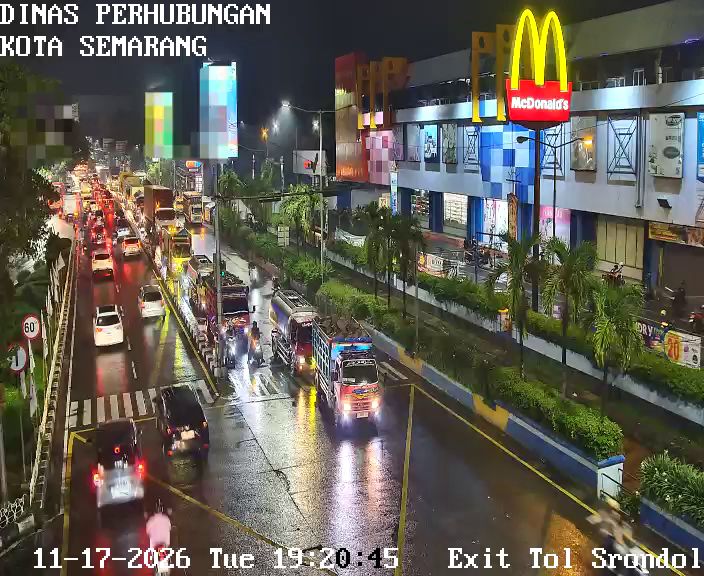 DINAS PERHUBUNGAN
KOTA SEMARANG
McDonald's
60
11-17-2026 Tue 19:20:45 Exit Tol Srondol